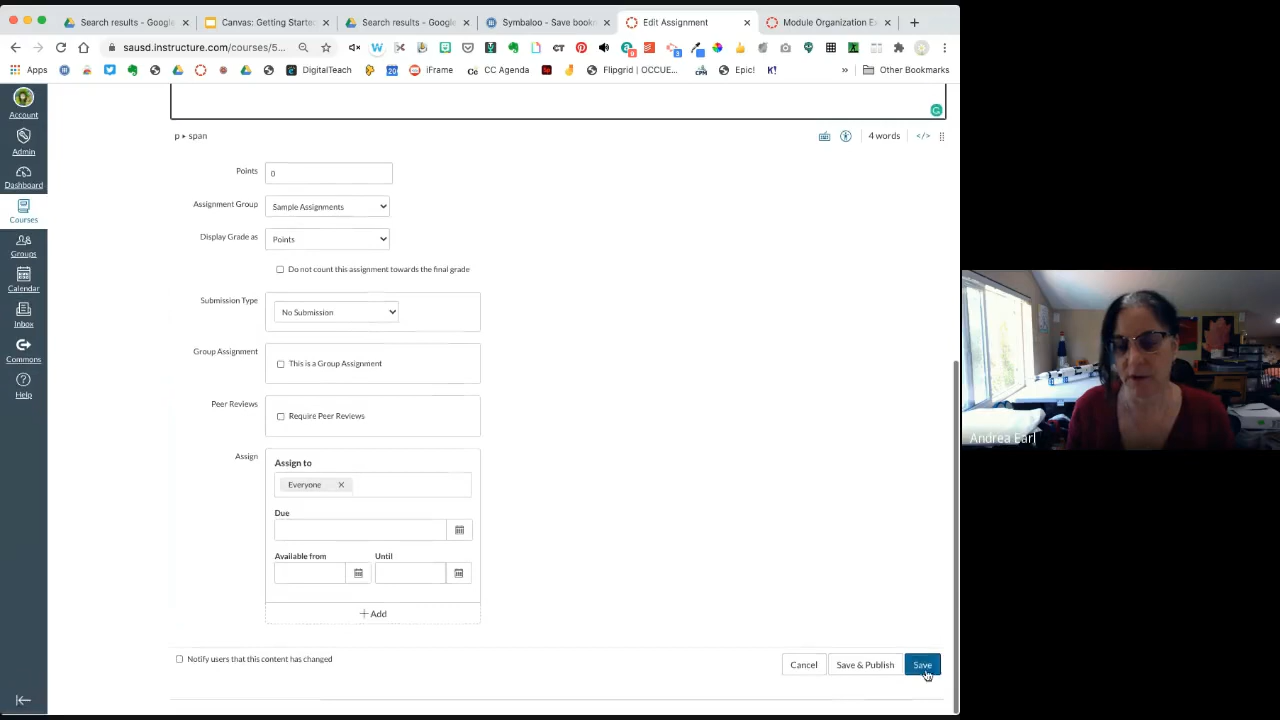 Search results - Google
Canvas: Getting Started
Search results - Google
Symbaloo - Save bookn
Edit Assignment
Module Organization Ex
sausd.instructure.com/courses/5...
Apps
DigitalTeach
iFrame
CC Agenda
Flipgrid | OCCUE...
Epic!
Other Bookmarks
Account
Admin
Dashboard
Courses
Groups
Calendar
Inbox
Commons
Help
p ▸ span
4 words
</>
Points
0
Assignment Group
Sample Assignments
Display Grade as
Points
Do not count this assignment towards the final grade
Submission Type
No Submission
Group Assignment
This is a Group Assignment
Peer Reviews
Require Peer Reviews
Assign
Assign to
Everyone
Due
Available from
Until
+ Add
Notify users that this content has changed
Cancel
Save & Publish
Save
Andrea Earl